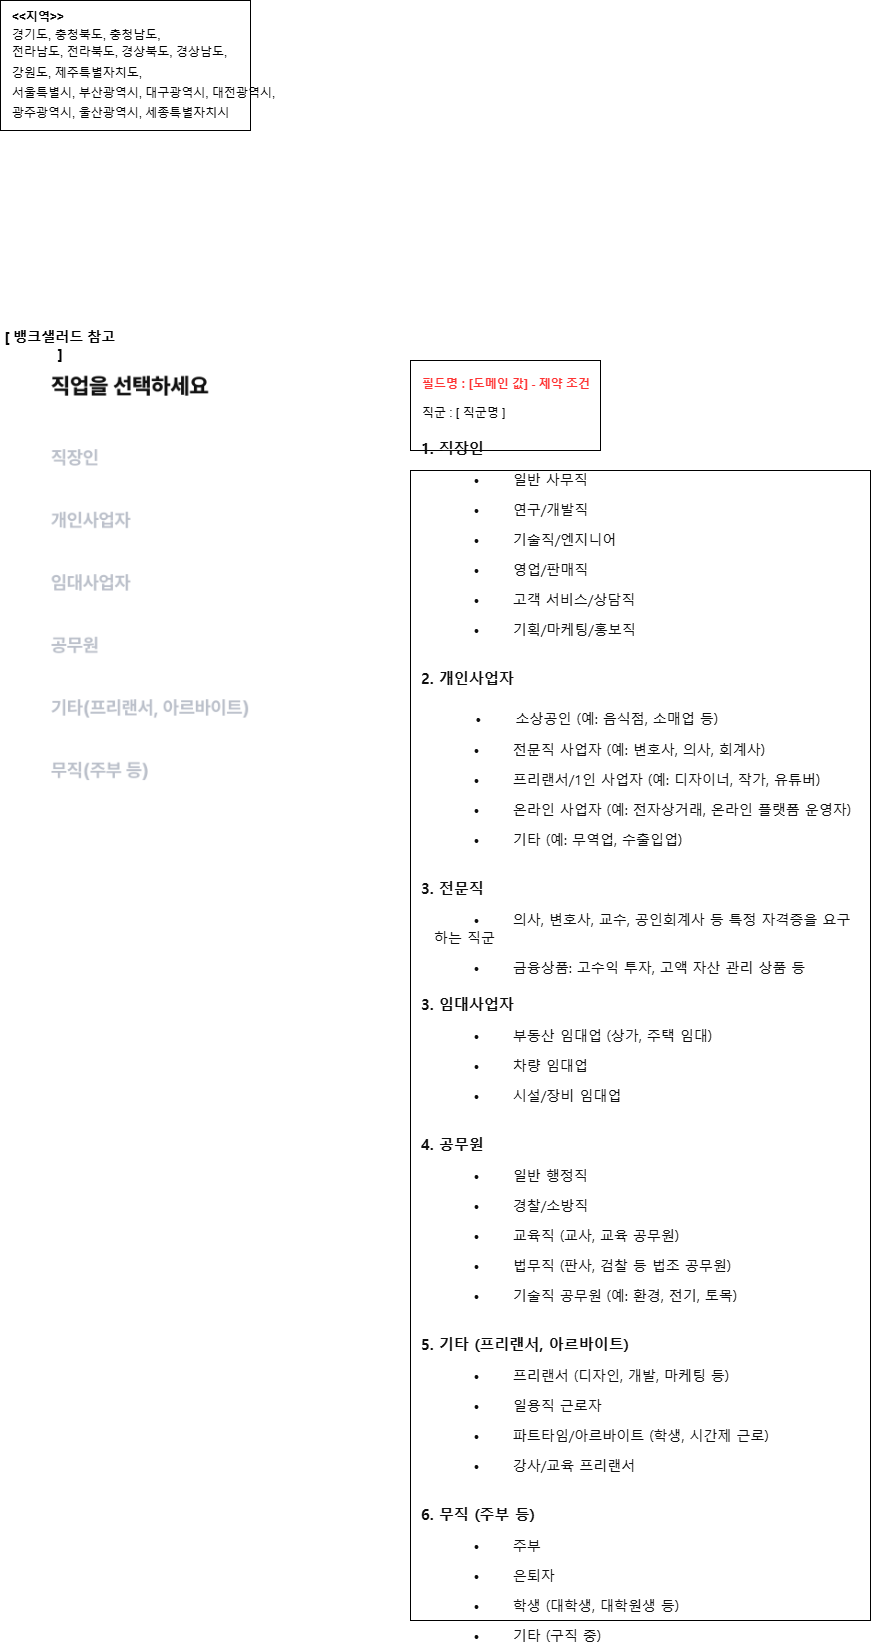 <<지역>>
경기도, 충청북도, 충청남도,
전라남도, 전라북도, 경상북도, 경상남도,
강원도, 제주특별자치도,
서울특별시, 부산광역시, 대구광역시, 대전광역시,
광주광역시, 울산광역시, 세종특별자치시
[ 뱅크샐러드 참고
]
직업을 선택하세요
직장인
개인사업자
임대사업자
공무원
기타(프리랜서, 아르바이트)
무직(주부 등)
필드명 : [도메인 값] - 제약 조건
직군 : [ 직군명 ]
1. 직장인
• 일반 사무직
• 연구/개발직
• 기술직/엔지니어
• 영업/판매직
• 고객 서비스/상담직
• 기획/마케팅/홍보직
2. 개인사업자
• 소상공인 (예: 음식점, 소매업 등)
• 전문직 사업자 (예: 변호사, 의사, 회계사)
• 프리랜서/1인 사업자 (예: 디자이너, 작가, 유튜버)
• 온라인 사업자 (예: 전자상거래, 온라인 플랫폼 운영자)
• 기타 (예: 무역업, 수출입업)
3. 전문직
• 의사, 변호사, 교수, 공인회계사 등 특정 자격증을 요구
하는 직군
• 금융상품: 고수익 투자, 고액 자산 관리 상품 등
3. 임대사업자
• 부동산 임대업 (상가, 주택 임대)
• 차량 임대업
• 시설/장비 임대업
4. 공무원
• 일반 행정직
• 경찰/소방직
• 교육직 (교사, 교육 공무원)
• 법무직 (판사, 검찰 등 법조 공무원)
• 기술직 공무원 (예: 환경, 전기, 토목)
5. 기타 (프리랜서, 아르바이트)
• 프리랜서 (디자인, 개발, 마케팅 등)
• 일용직 근로자
• 파트타임/아르바이트 (학생, 시간제 근로)
• 강사/교육 프리랜서
6. 무직 (주부 등)
• 주부
• 은퇴자
• 학생 (대학생, 대학원생 등)
• 기타 (구직 중)